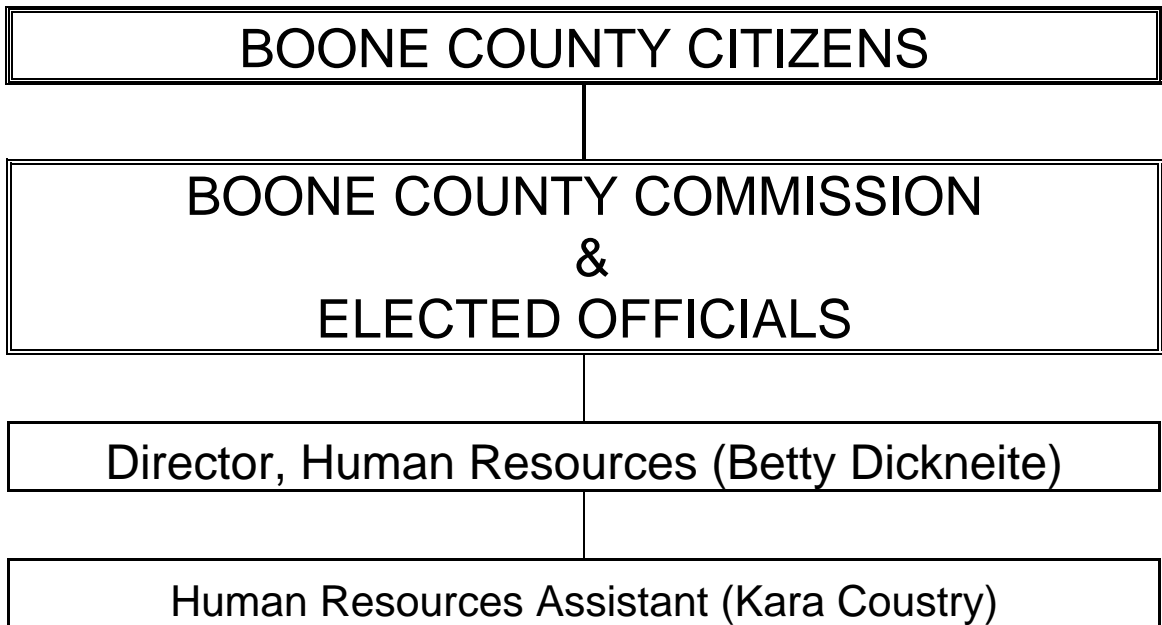 BOONE COUNTY CITIZENS
BOONE COUNTY COMMISSION
&
ELECTED OFFICIALS
Director, Human Resources (Betty Dickneite)
Human Resources Assistant (Kara Coustry)